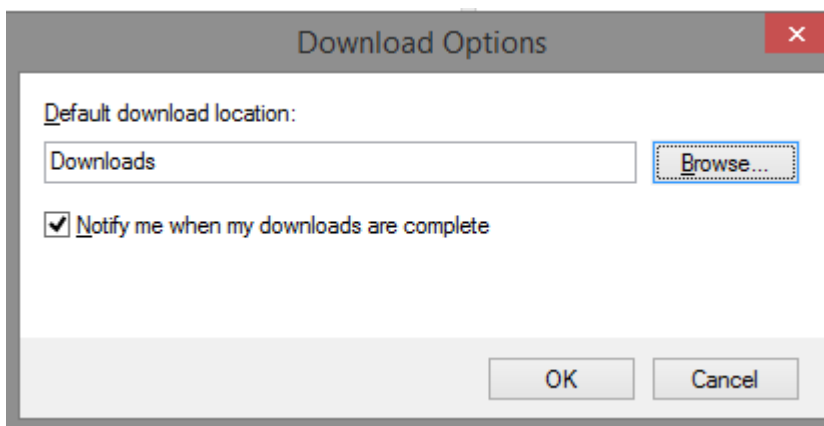 Download Options
Default download location:
Downloads
Browse...
Notify me when my downloads are complete
OK
Cancel